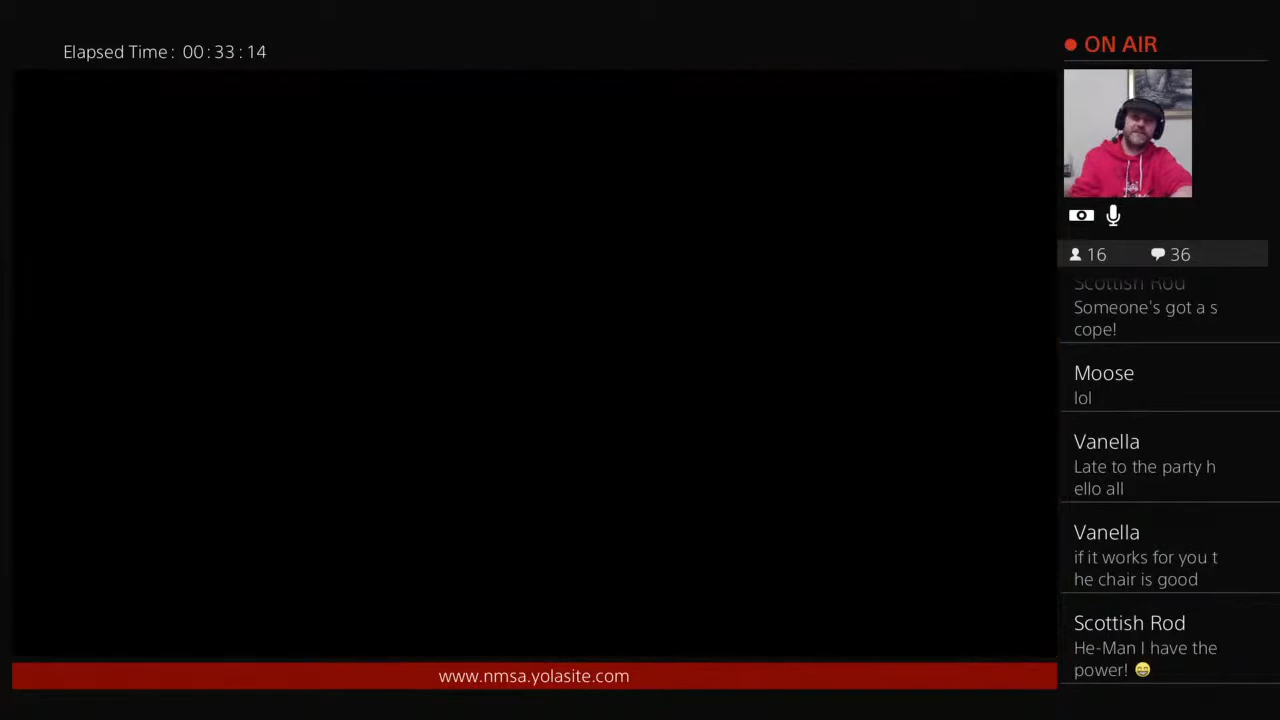 Elapsed Time: 00:33:14
ON AIR
16 36
Scottish Rod
Someone's got a s
cope!
Moose
lol
Vanella
Late to the party h
ello all
Vanella
if it works for you t
he chair is good
Scottish Rod
He-Man I have the
power! 😁
www.nmsa.yolasite.com